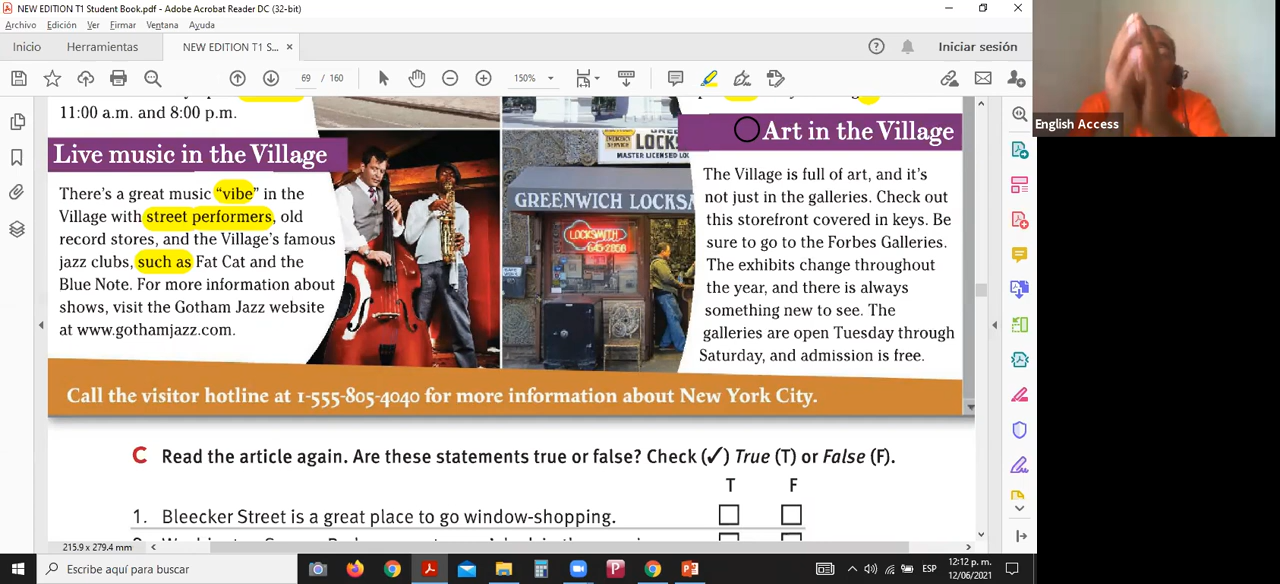 NEW EDITION T1 Student Book.pdf - Adobe Acrobat Reader DC (32-bit)
Archivo Edición Ver Firmar Ventana Ayuda
Inicio Herramientas NEW EDITION T1 S... × Iniciar sesión
69 / 160 150%
11:00 a.m. and 8:00 p.m.
Live music in the Village
There's a great music “vibe” in the
Village with street performers, old
record stores, and the Village's famous
jazz clubs, such as Fat Cat and the
Blue Note. For more information about
shows, visit the Gotham Jazz website
at www.gothamjazz.com.
LOCKS
MASTER LICENSED LO
GREENWICH LOCKSM
LOCKSMITH
645-2858
Art in the Village
The Village is full of art, and it's
not just in the galleries. Check out
this storefront covered in keys. Be
sure to go to the Forbes Galleries.
The exhibits change throughout
the year, and there is always
something new to see. The
galleries are open Tuesday through
Saturday, and admission is free.
Call the visitor hotline at 1-555-805-4040 for more information about New York City.
C Read the article again. Are these statements true or false? Check (✓) True (T) or False (F).
T F
1. Bleecker Street is a great place to go window-shopping.
215.9 x 279.4 mm
English Access
Escribe aquí para buscar
ESP
12:12 p. m.
12/06/2021